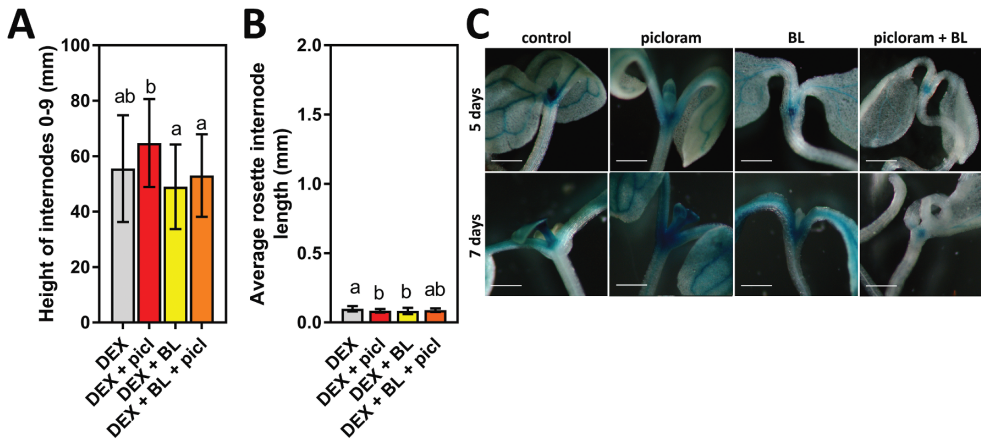 A
Height of internodes 0-9 (mm)
100
80
60
40
20
0
ab
b
a
a
DEX
DEX + picl
DEX + BL
DEX + BL + picl
B
Average rosette internode
length (mm)
2.0
1.5
1.0
0.5
0.0
a
b
b
ab
DEX
DEX + picl
DEX + BL
DEX + BL + picl
C
control
picloram
BL
picloram + BL
5 days
7 days